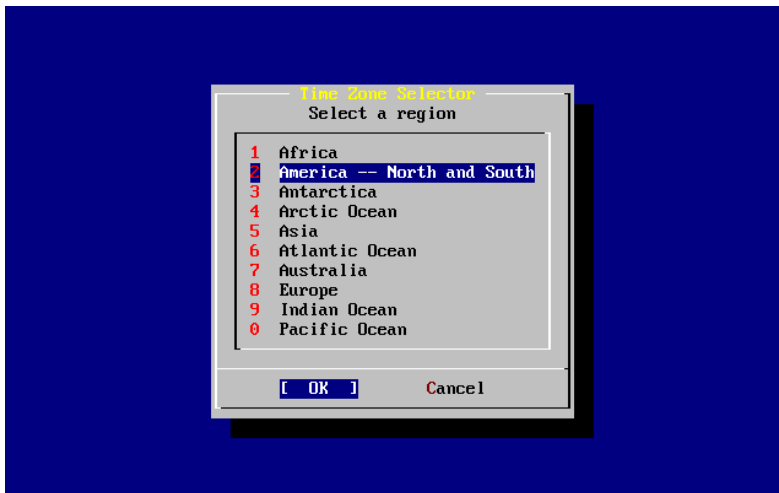 Time Zone Selector
Select a region
1 Africa
2 America -- North and South
3 Antarctica
4 Arctic Ocean
5 Asia
6 Atlantic Ocean
7 Australia
8 Europe
9 Indian Ocean
0 Pacific Ocean
[ OK ] Cancel